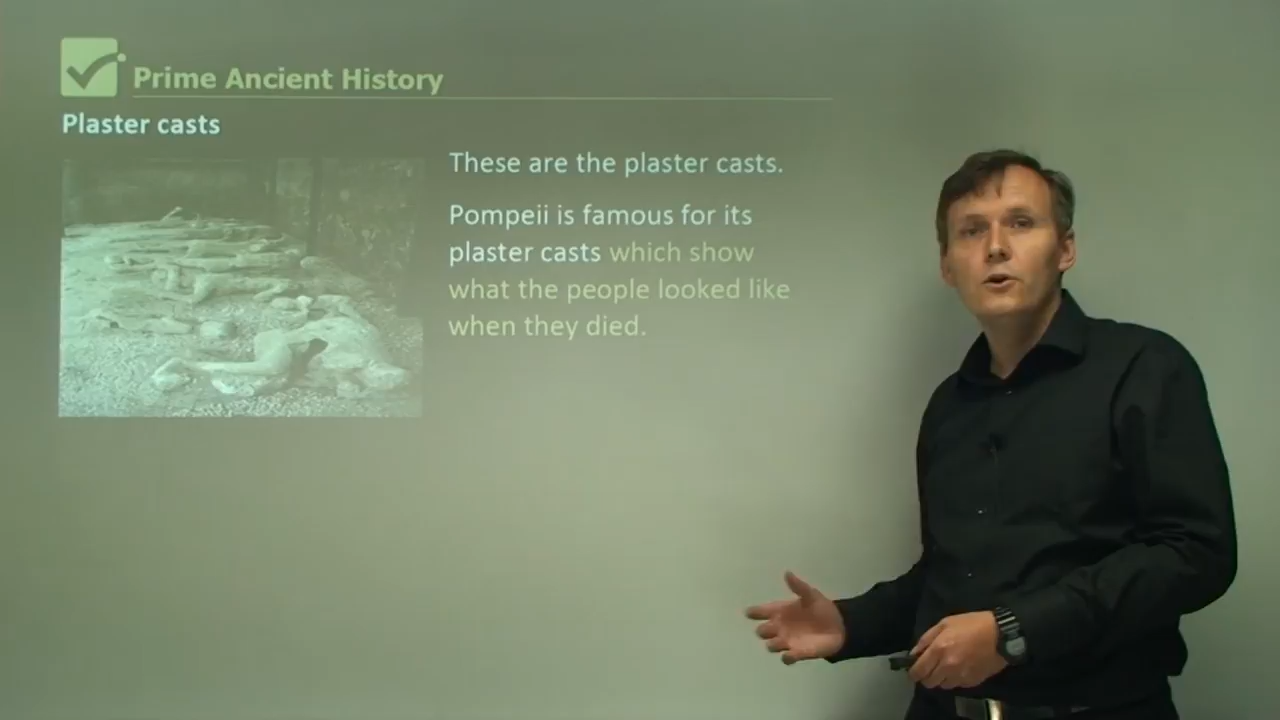 Prime Ancient History
Plaster casts
These are the plaster casts.
Pompeii is famous for its
plaster casts which show
what the people looked like
when they died.